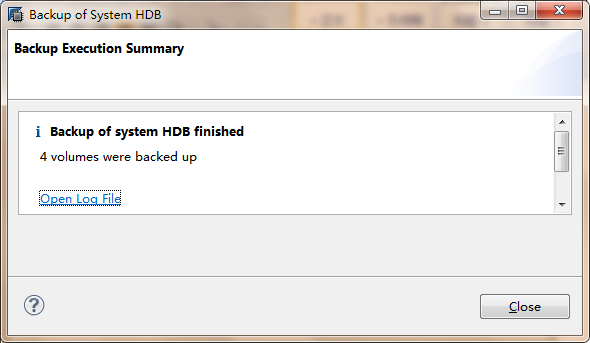 Backup of System HDB
Backup Execution Summary
Backup of system HDB finished
4 volumes were backed up
Open Log File
Close